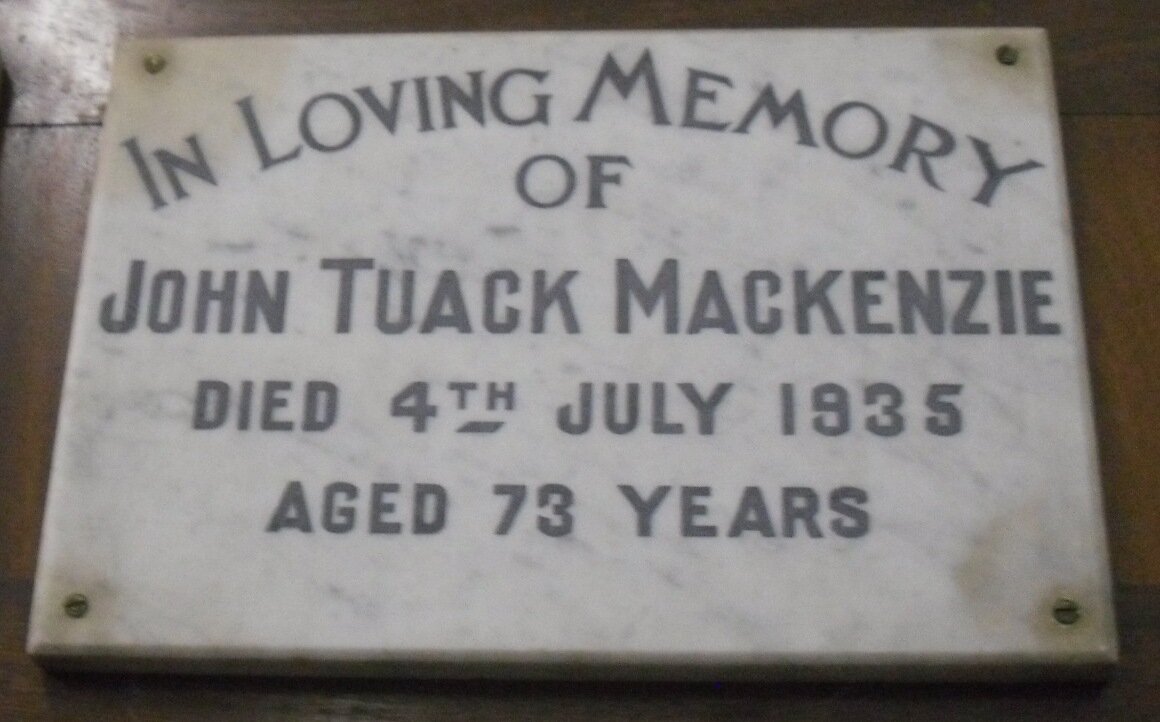 IN LOVING MEMORY
OF
JOHN TUACK MACKENZIE
DIED 4TH JULY 1935
AGED 73 YEARS